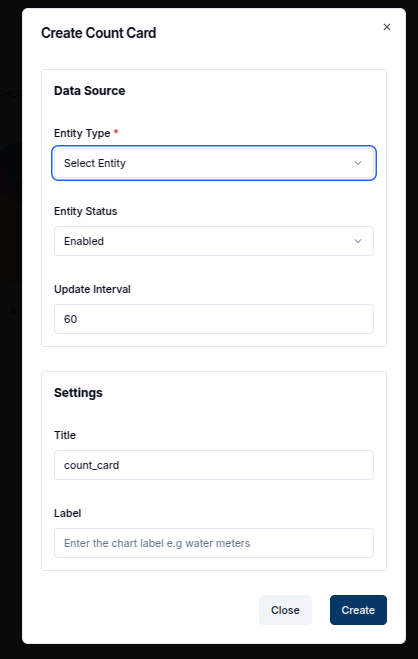 Create Count Card
Data Source
Entity Type *
Select Entity
Entity Status
Enabled
Update Interval
60
Settings
Title
count_card
Label
Enter the chart label e.g water meters
Close Create